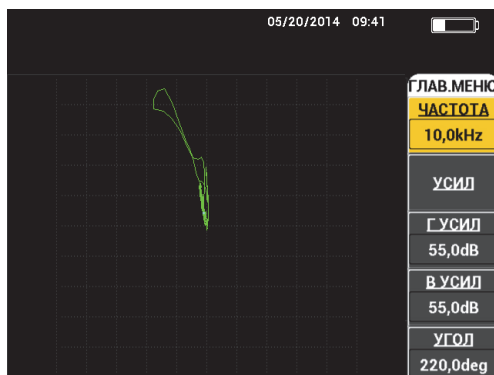 05/20/2014 09:41
ГЛАВ.МЕНЮ
ЧАСТОТА
10,0kHz
УСИЛ
Г УСИЛ
55,0dB
В УСИЛ
55,0dB
УГОЛ
220,0deg